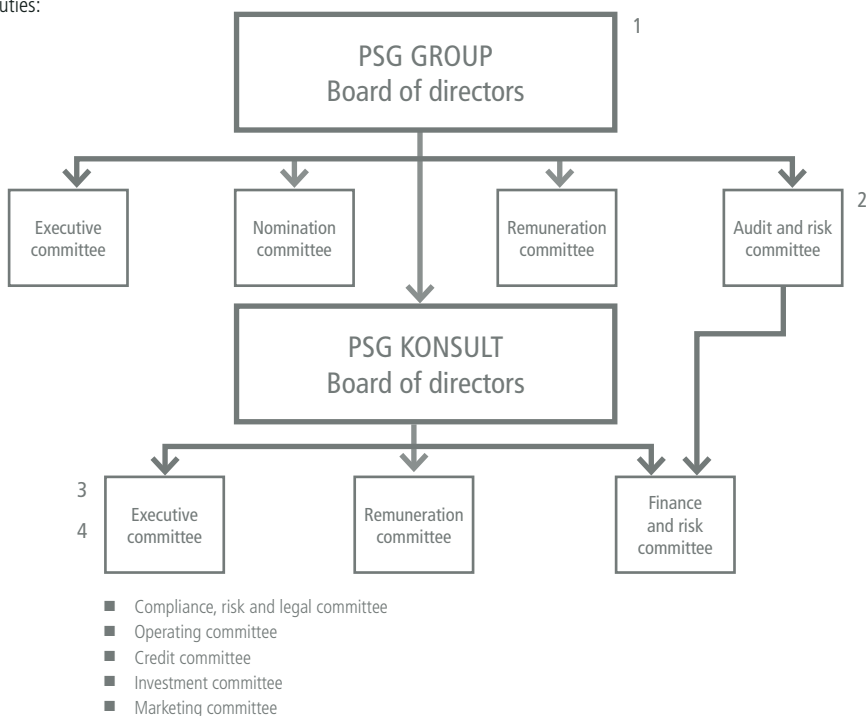 uties:
PSG GROUP
Board of directors
1
Executive
committee
Nomination
committee
Remuneration
committee
Audit and risk
committee
2
PSG KONSULT
Board of directors
3
4
Executive
committee
Remuneration
committee
Finance
and risk
committee
■ Compliance, risk and legal committee
■ Operating committee
■ Credit committee
■ Investment committee
■ Marketing committee